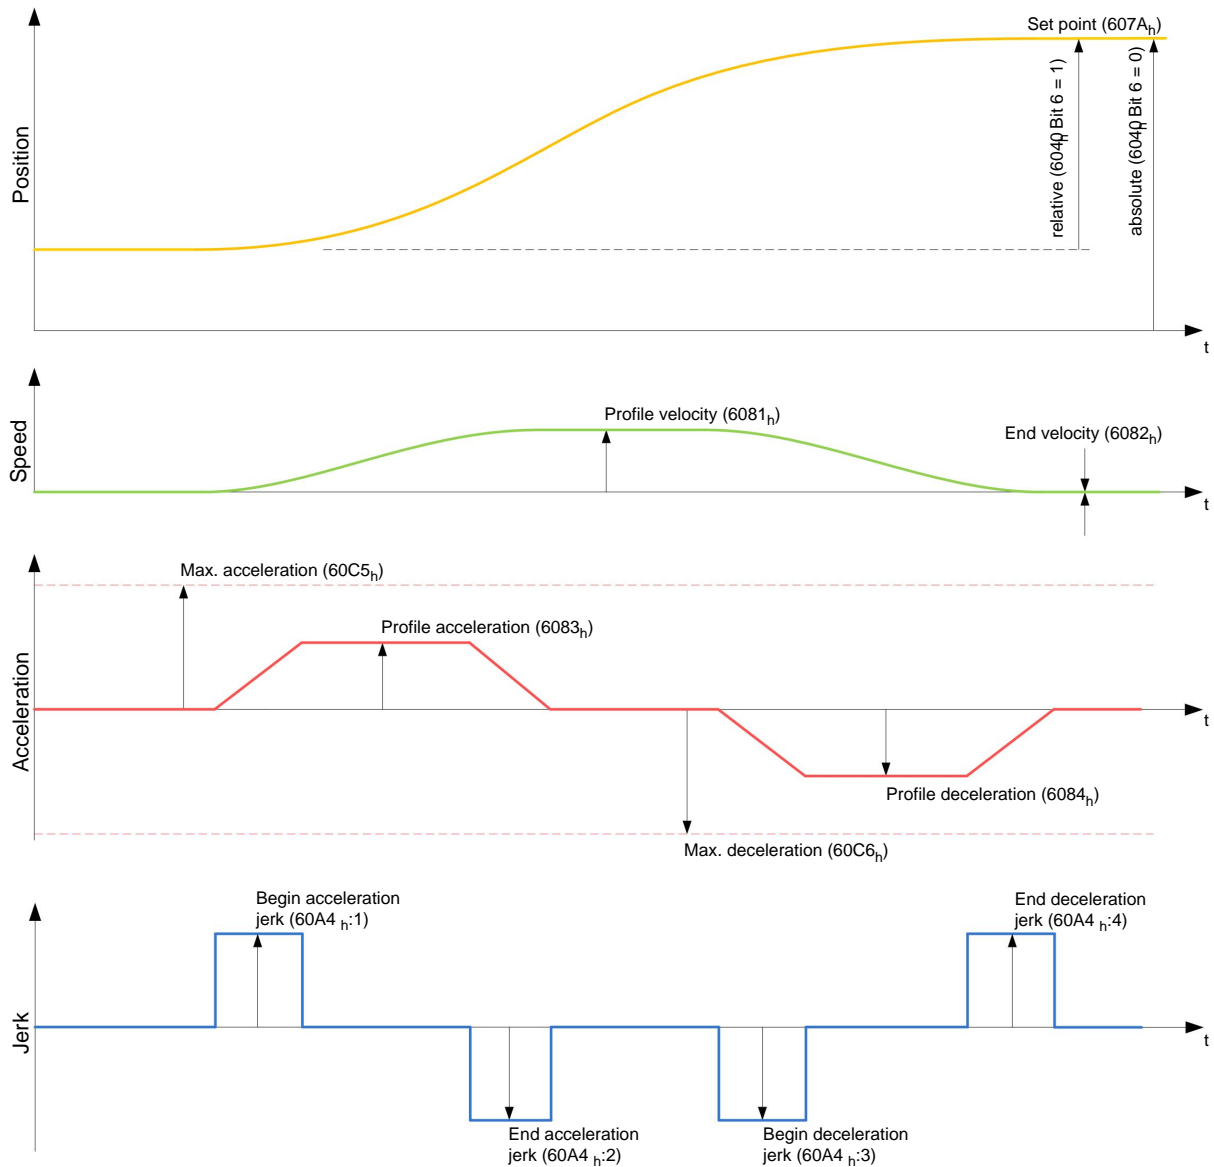 Set point (607Ah)
relative (6040h Bit 6 = 1)
absolute (6040h Bit 6 = 0)
Position
t
Profile velocity (6081h)
End velocity (6082h)
Speed
t
Max. acceleration (60C5h)
Profile acceleration (6083h)
Acceleration
t
Profile deceleration (6084h)
Max. deceleration (60C6h)
Begin acceleration
jerk (60A4 h:1)
End deceleration
jerk (60A4 h:4)
Jerk
t
End acceleration
jerk (60A4 h:2)
Begin deceleration
jerk (60A4 h:3)